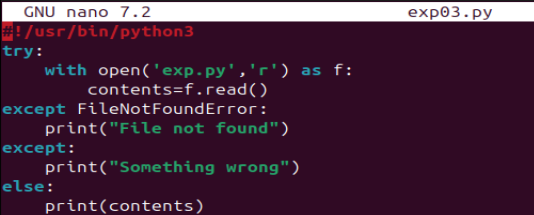 GNU nano 7.2 exp03.py
#!/usr/bin/python3
try:
    with open('exp.py','r') as f:
        contents=f.read()
except FileNotFoundError:
    print("File not found")
except:
    print("Something wrong")
else:
    print(contents)